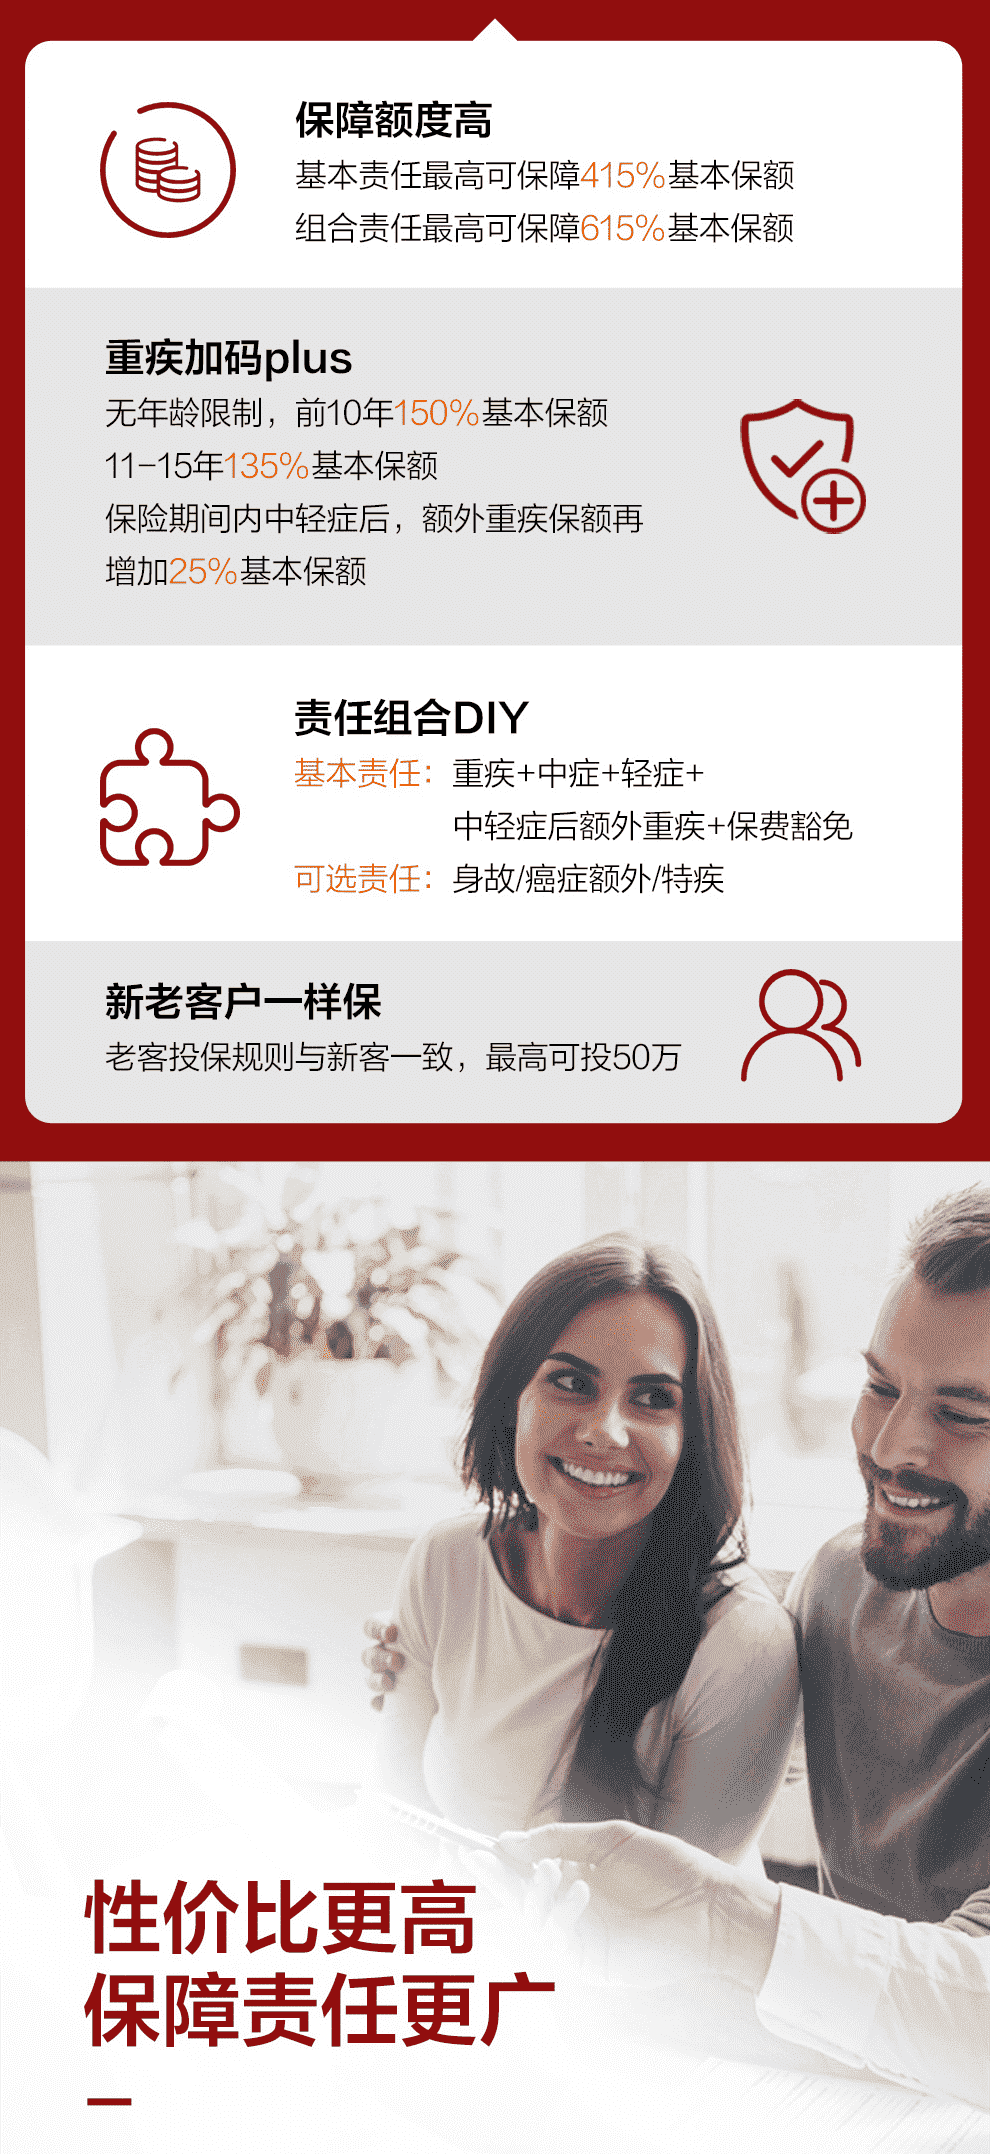 保障额度高
基本责任最高可保障415%基本保额
组合责任最高可保障615%基本保额
重疾加码plus
无年龄限制，前10年150%基本保额
11-15年135%基本保额
保险期间内中轻症后，额外重疾保额再
增加25%基本保额
责任组合DIY
基本责任：重疾+中症+轻症+
中轻症后额外重疾+保费豁免
可选责任：身故/癌症额外/特疾
新老客户一样保
老客投保规则与新客一致，最高可投50万
性价比更高
保障责任更广